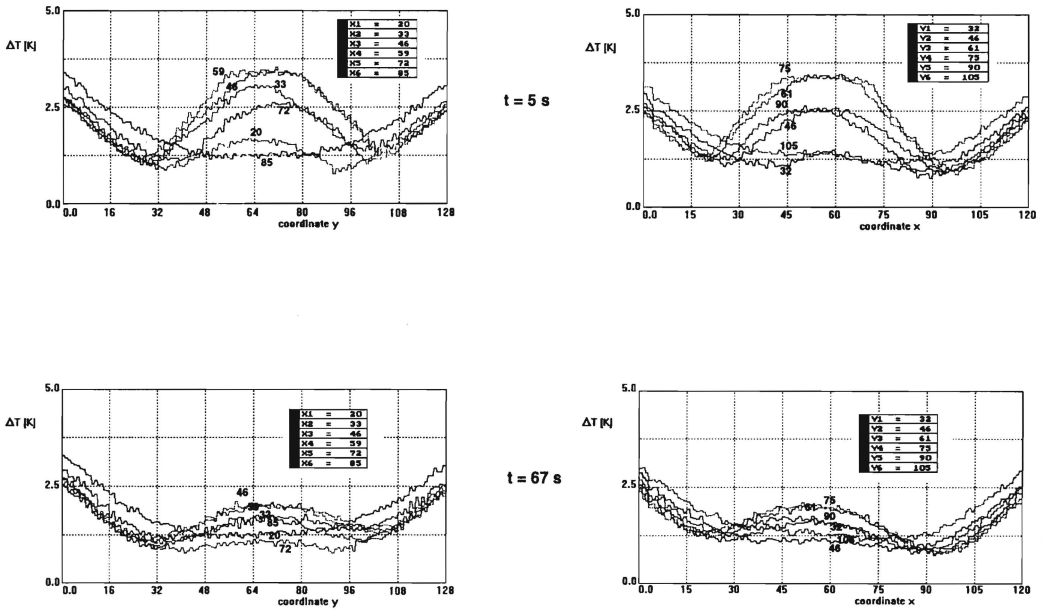 5.0
ΔT [K]
2.5
0.0
X1 = 20
X2 = 33
X3 = 46
X4 = 59
X5 = 72
X6 = 85
59
46
33
72
20
85
0.0 16 32 48 64 80 96 108 128
coordinate y
t = 5 s
5.0
ΔT [K]
2.5
0.0
Y1 = 32
Y2 = 46
Y3 = 61
Y4 = 75
Y5 = 90
Y6 = 105
75
61
90
46
105
32
0.0 15 30 45 60 75 90 105 120
coordinate x
5.0
ΔT [K]
2.5
0.0
X1 = 20
X2 = 33
X3 = 46
X4 = 59
X5 = 72
X6 = 85
46
33
85
20
72
0.0 16 32 48 64 80 96 108 128
coordinate y
t = 67 s
5.0
ΔT [K]
2.5
0.0
Y1 = 32
Y2 = 46
Y3 = 61
Y4 = 75
Y5 = 90
Y6 = 105
75
61
90
32
105
46
0.0 15 30 45 60 75 90 105 120
coordinate x